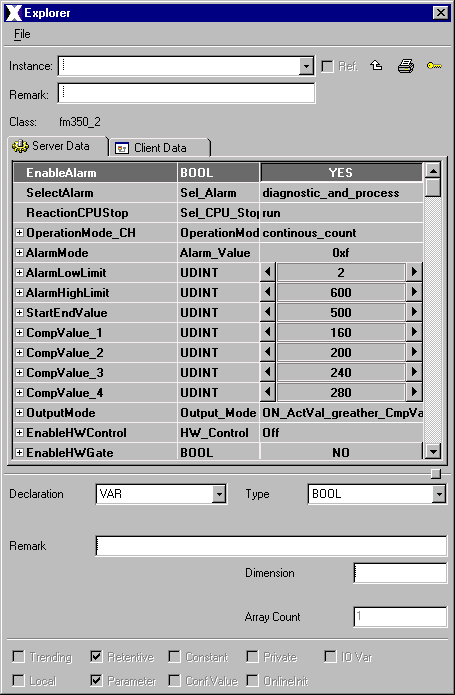 Explorer
File
Instance: Ref.
Remark:
Class: fm350_2
Server Data Client Data
EnableAlarm BOOL YES
SelectAlarm Sel_Alarm diagnostic_and_process
ReactionCPUStop Sel_CPU_Stop run
OperationMode_CH OperationMod continous_count
AlarmMode Alarm_Value 0xf
AlarmLowLimit UDINT 2
AlarmHighLimit UDINT 600
StartEndValue UDINT 500
CompValue_1 UDINT 160
CompValue_2 UDINT 200
CompValue_3 UDINT 240
CompValue_4 UDINT 280
OutputMode Output_Mode ON_ActVal_greather_CmpVa
EnableHWControl HW_Control Off
EnableHWGate BOOL NO
Declaration VAR Type BOOL
Remark
Dimension
Array Count 1
Trending Retentive Constant Private IO Var
Local Parameter Conf.Value OnlineInit